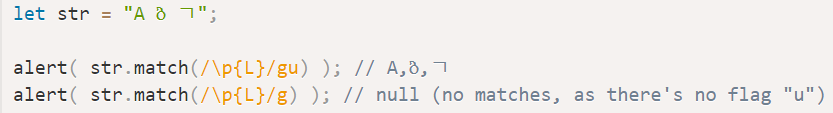 let str = "A ბ ㄱ";
alert( str.match(/\p{L}/gu) ); // A,ბ,ㄱ
alert( str.match(/\p{L}/g) ); // null (no matches, as there's no flag "u")